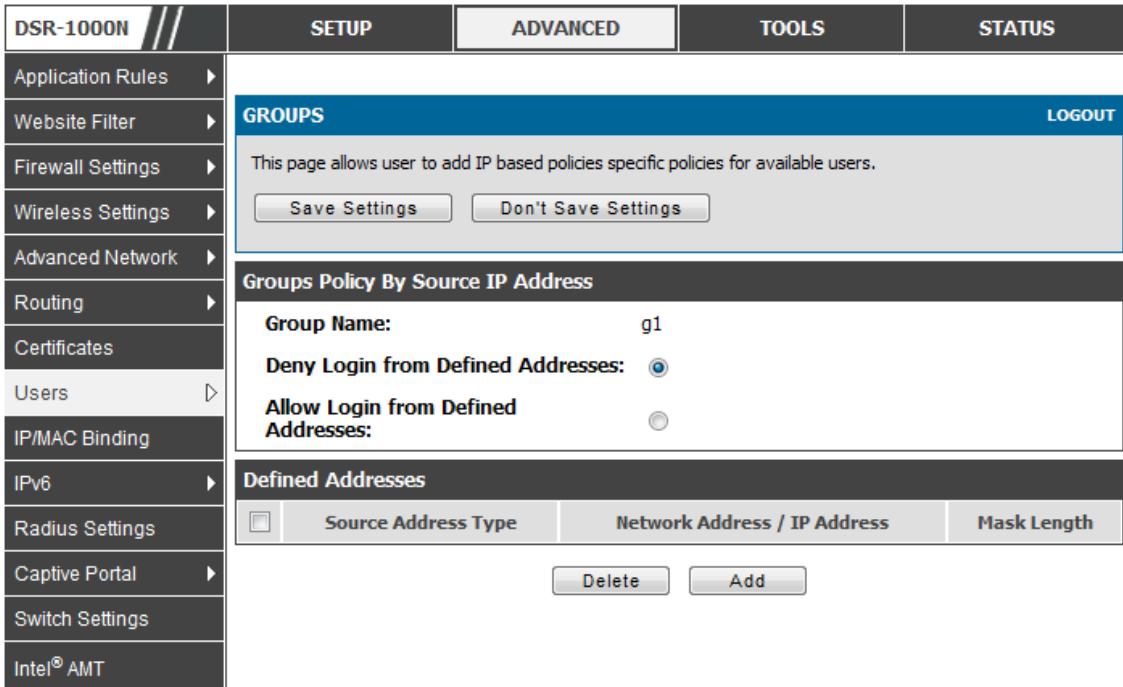 DSR-1000N
SETUP
ADVANCED
TOOLS
STATUS
Application Rules
Website Filter
Firewall Settings
Wireless Settings
Advanced Network
Routing
Certificates
Users
IP/MAC Binding
IPv6
Radius Settings
Captive Portal
Switch Settings
Intel® AMT
GROUPS
LOGOUT
This page allows user to add IP based policies specific policies for available users.
Save Settings
Don't Save Settings
Groups Policy By Source IP Address
Group Name: g1
Deny Login from Defined Addresses:
Allow Login from Defined
Addresses:
Defined Addresses
Source Address Type
Network Address / IP Address
Mask Length
Delete
Add